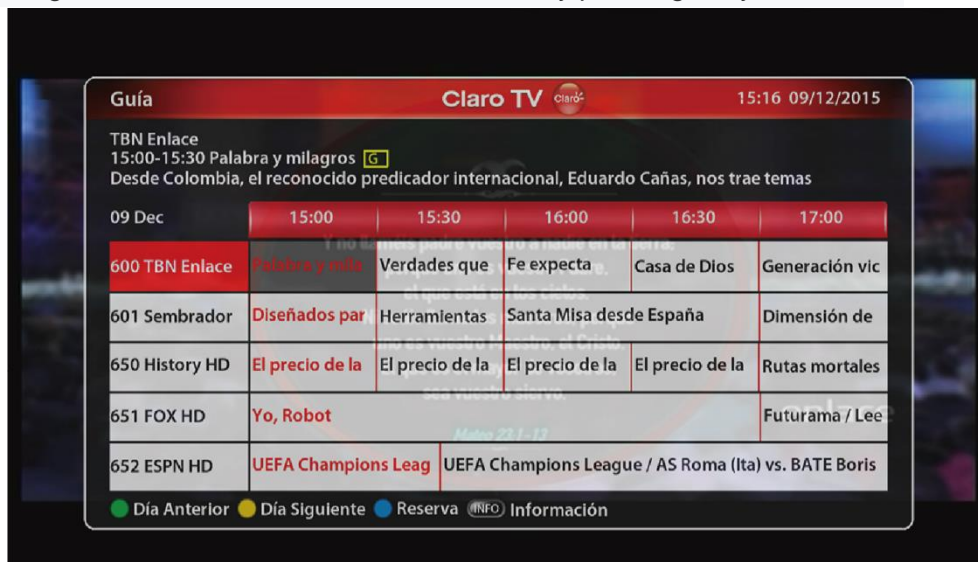 Guía
Claro TV Claro
15:16 09/12/2015
TBN Enlace
15:00-15:30 Palabra y milagros G
Desde Colombia, el reconocido predicador internacional, Eduardo Cañas, nos trae temas
09 Dec 15:00 15:30 16:00 16:30 17:00
600 TBN Enlace Palabra y mila Verdades que Fe expecta Casa de Dios Generación vic
601 Sembrador Diseñados par Herramientas Santa Misa desde España Dimensión de
650 History HD El precio de la El precio de la El precio de la El precio de la Rutas mortales
651 FOX HD Yo, Robot Futurama / Lee
enlace
Mateo 23.1-13
652 ESPN HD UEFA Champions Leag UEFA Champions League / AS Roma (Ita) vs. BATE Boris
Día Anterior Día Siguiente Reserva INFO Información